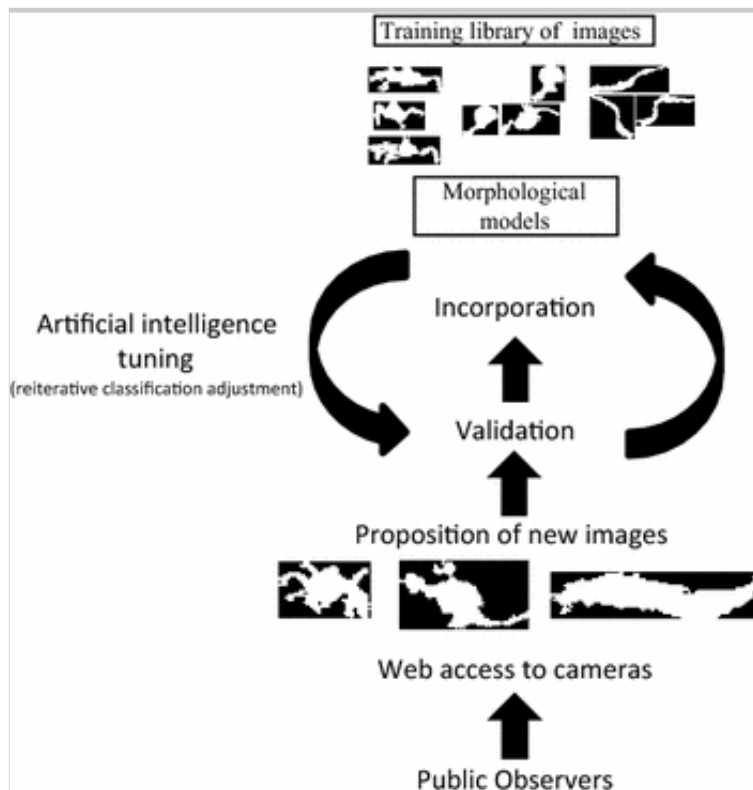 Training library of images
Morphological
models
Incorporation
Artificial intelligence
tuning
(reiterative classification adjustment)
Validation
Proposition of new images
Web access to cameras
Public Observers